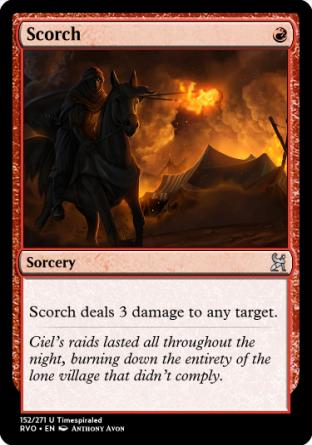 Scorch
Sorcery
Scorch deals 3 damage to any target.
Ciel's raids lasted all throughout the
night, burning down the entirety of the
lone village that didn't comply.
152/271 U Timespiraled
RVO • EN Anthony Avon